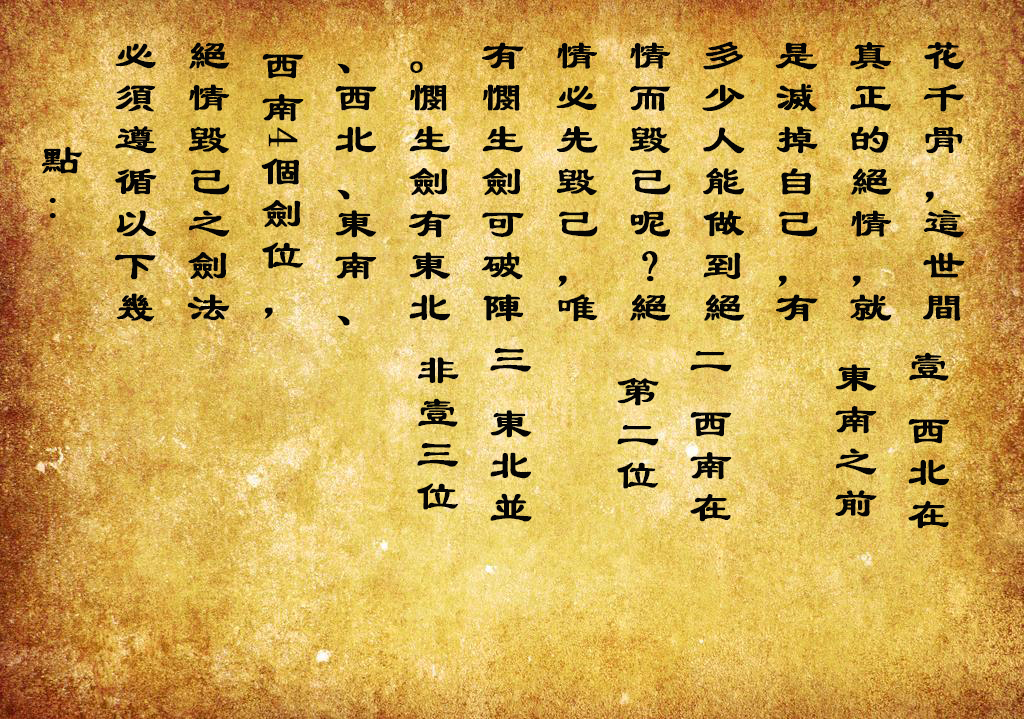 花千骨，這世間
真正的絕情，就
是滅掉自己，有
多少人能做到絕
情而毀己呢？絕
情必先毀己，唯
有憫生劍可破陣
。憫生劍有東北
、西北、東南、
西南4個劍位，
絕情毀己之劍法
必須遵循以下幾
點：
壹 西北在
東南之前
二 西南在
第二位
三 東北並
非壹三位